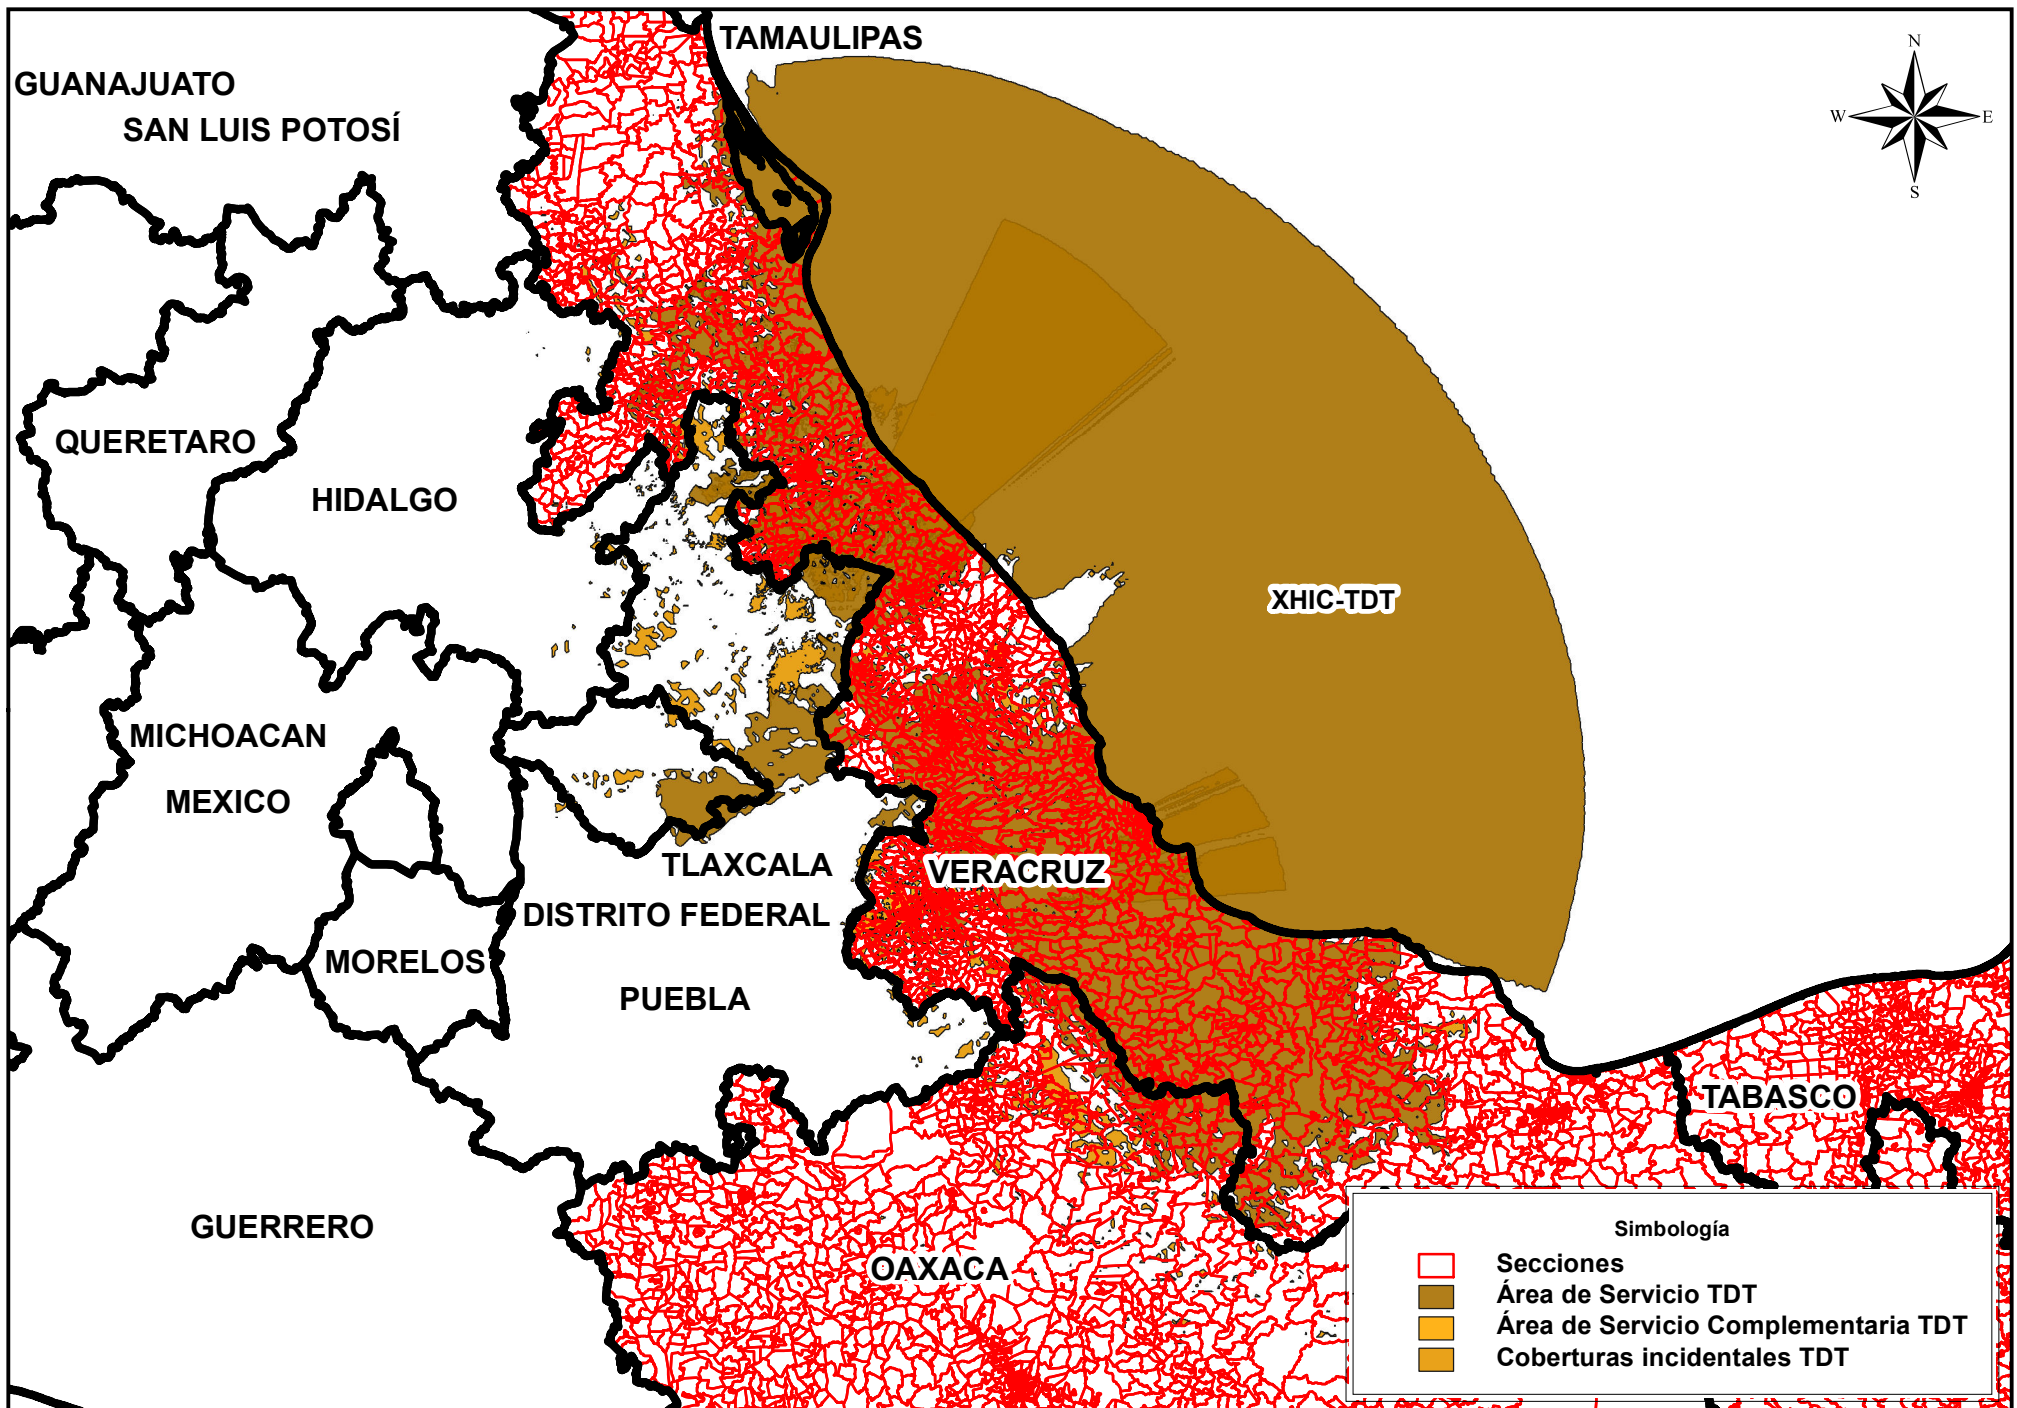 TAMAULIPAS
N
GUANAJUATO
W
E
SAN LUIS POTOSÍ
S
QUERETARO
HIDALGO
XHIC-TDT
MICHOACAN
MEXICO
TLAXCALA
VERACRUZ
DISTRITO FEDERAL
MORELOS
PUEBLA
TABASCO
GUERRERO
OAXACA
Simbología
Secciones
Área de Servicio TDT
Área de Servicio Complementaria TDT
Coberturas incidentales TDT